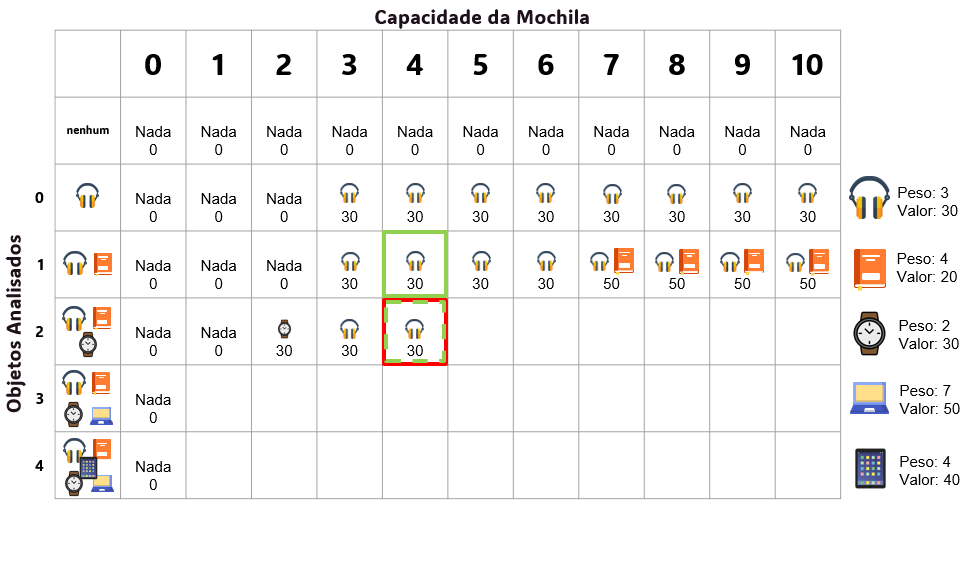 Capacidade da Mochila
0 1 2 3 4 5 6 7 8 9 10
nenhum
Nada Nada Nada Nada Nada Nada Nada Nada Nada Nada Nada
0 0 0 0 0 0 0 0 0 0 0
0
Nada Nada Nada
0 0 0 30 30 30 30 30 30 30 30
Peso: 3
Valor: 30
Objetos Analisados
1
Nada Nada Nada
0 0 0 30 30 30 30 50 50 50 50
Peso: 4
Valor: 20
2
Nada Nada
0 0 30 30 30
Peso: 2
Valor: 30
3
Nada
0
Peso: 7
Valor: 50
4
Nada
0
Peso: 4
Valor: 40